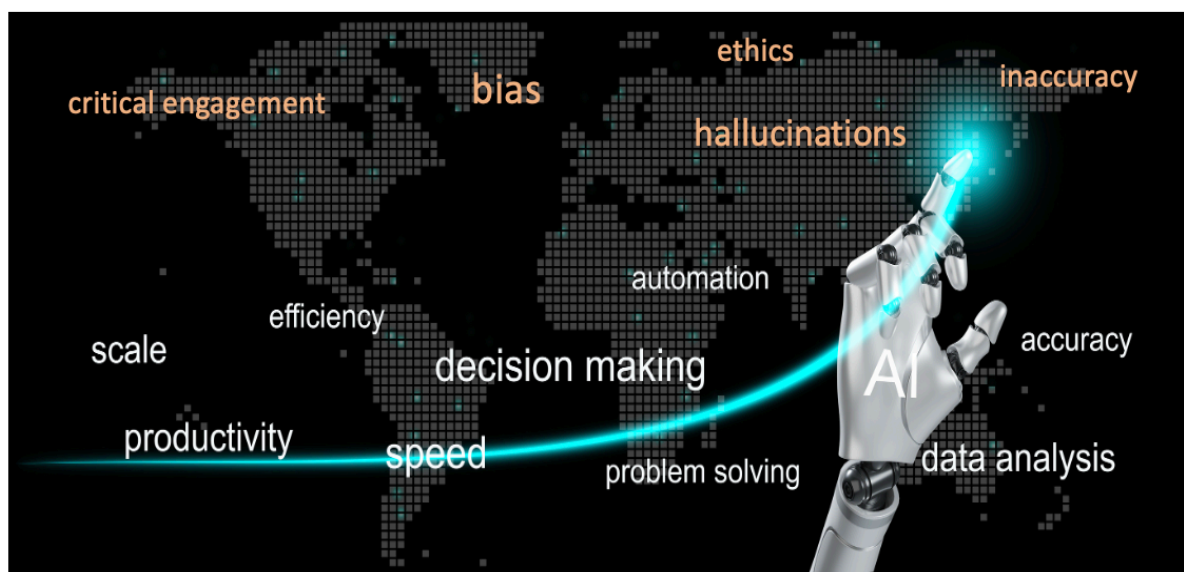 ethics
inaccuracy
bias
critical engagement
hallucinations
automation
efficiency
accuracy
scale
decision making
AI
productivity
speed
data analysis
problem solving